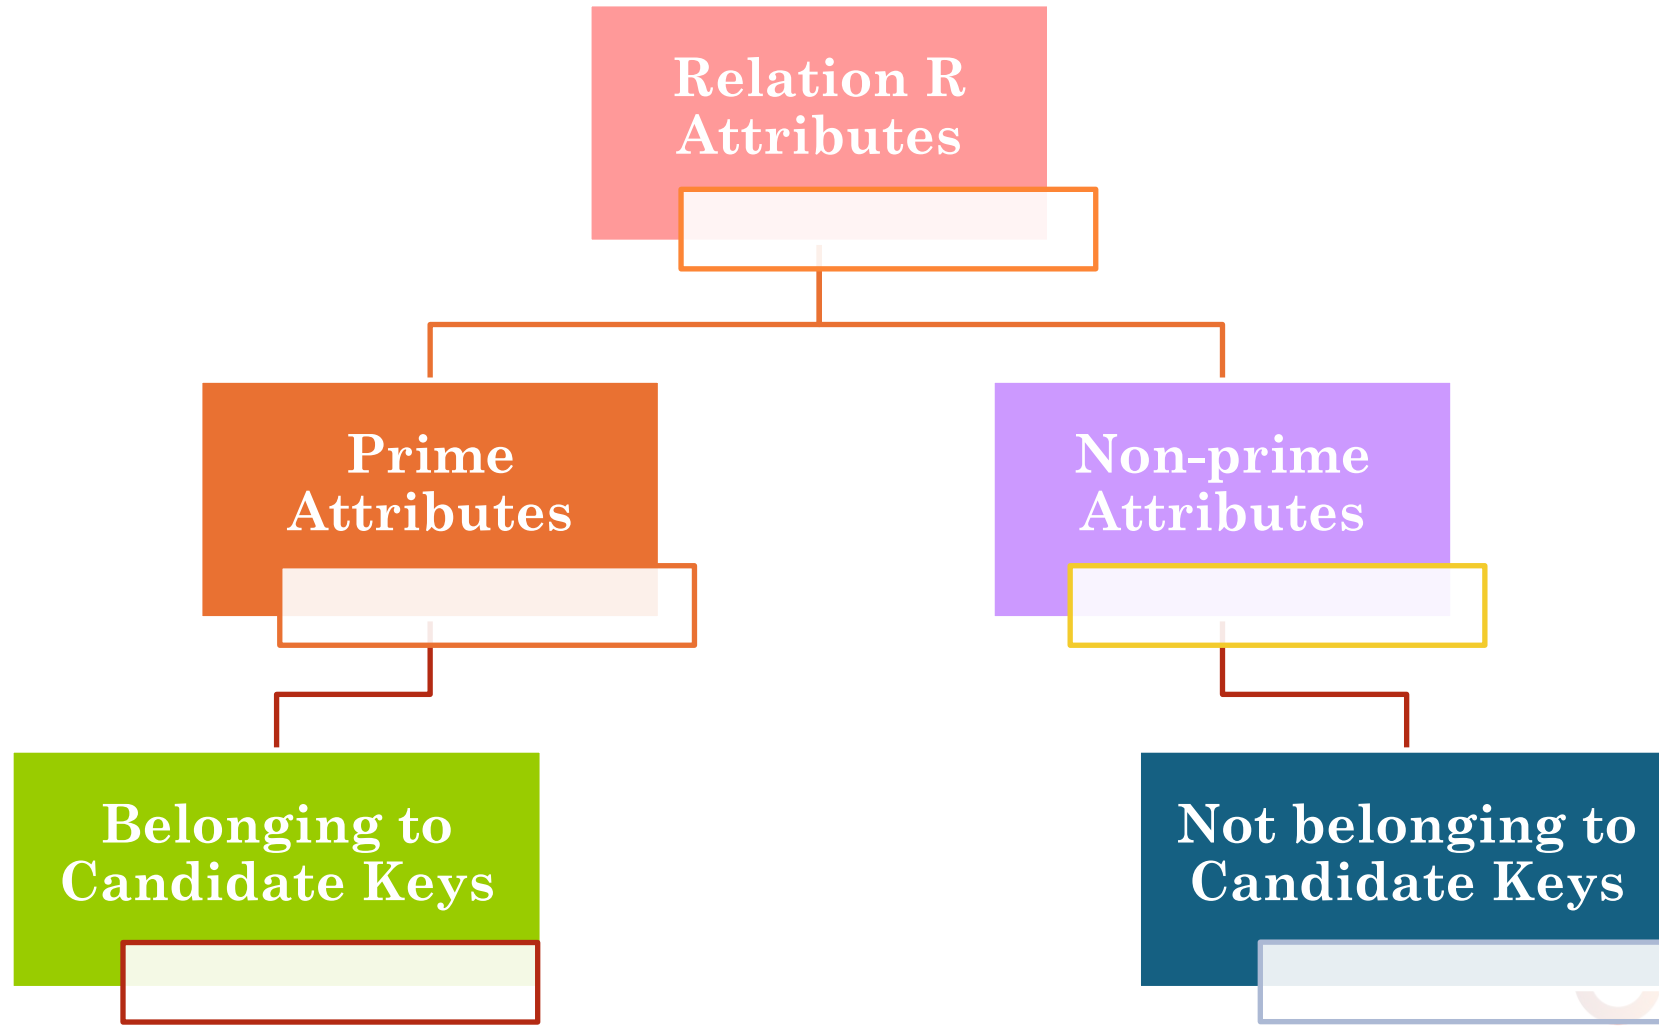 Relation R
Attributes
Prime
Attributes
Non-prime
Attributes
Belonging to
Candidate Keys
Not belonging to
Candidate Keys